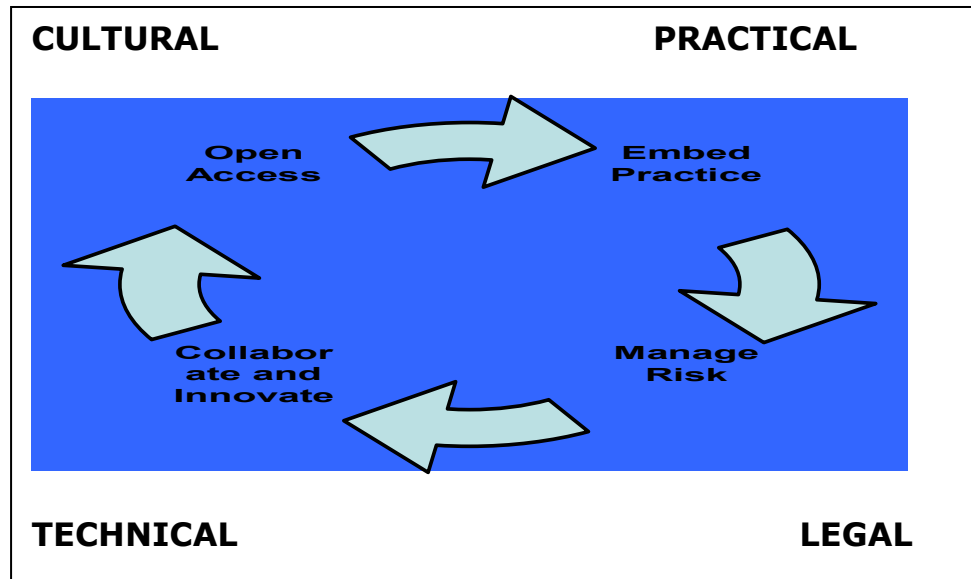 CULTURAL PRACTICAL
Open
Access
Embed
Practice
Collabor
ate and
Innovate
Manage
Risk
TECHNICAL LEGAL